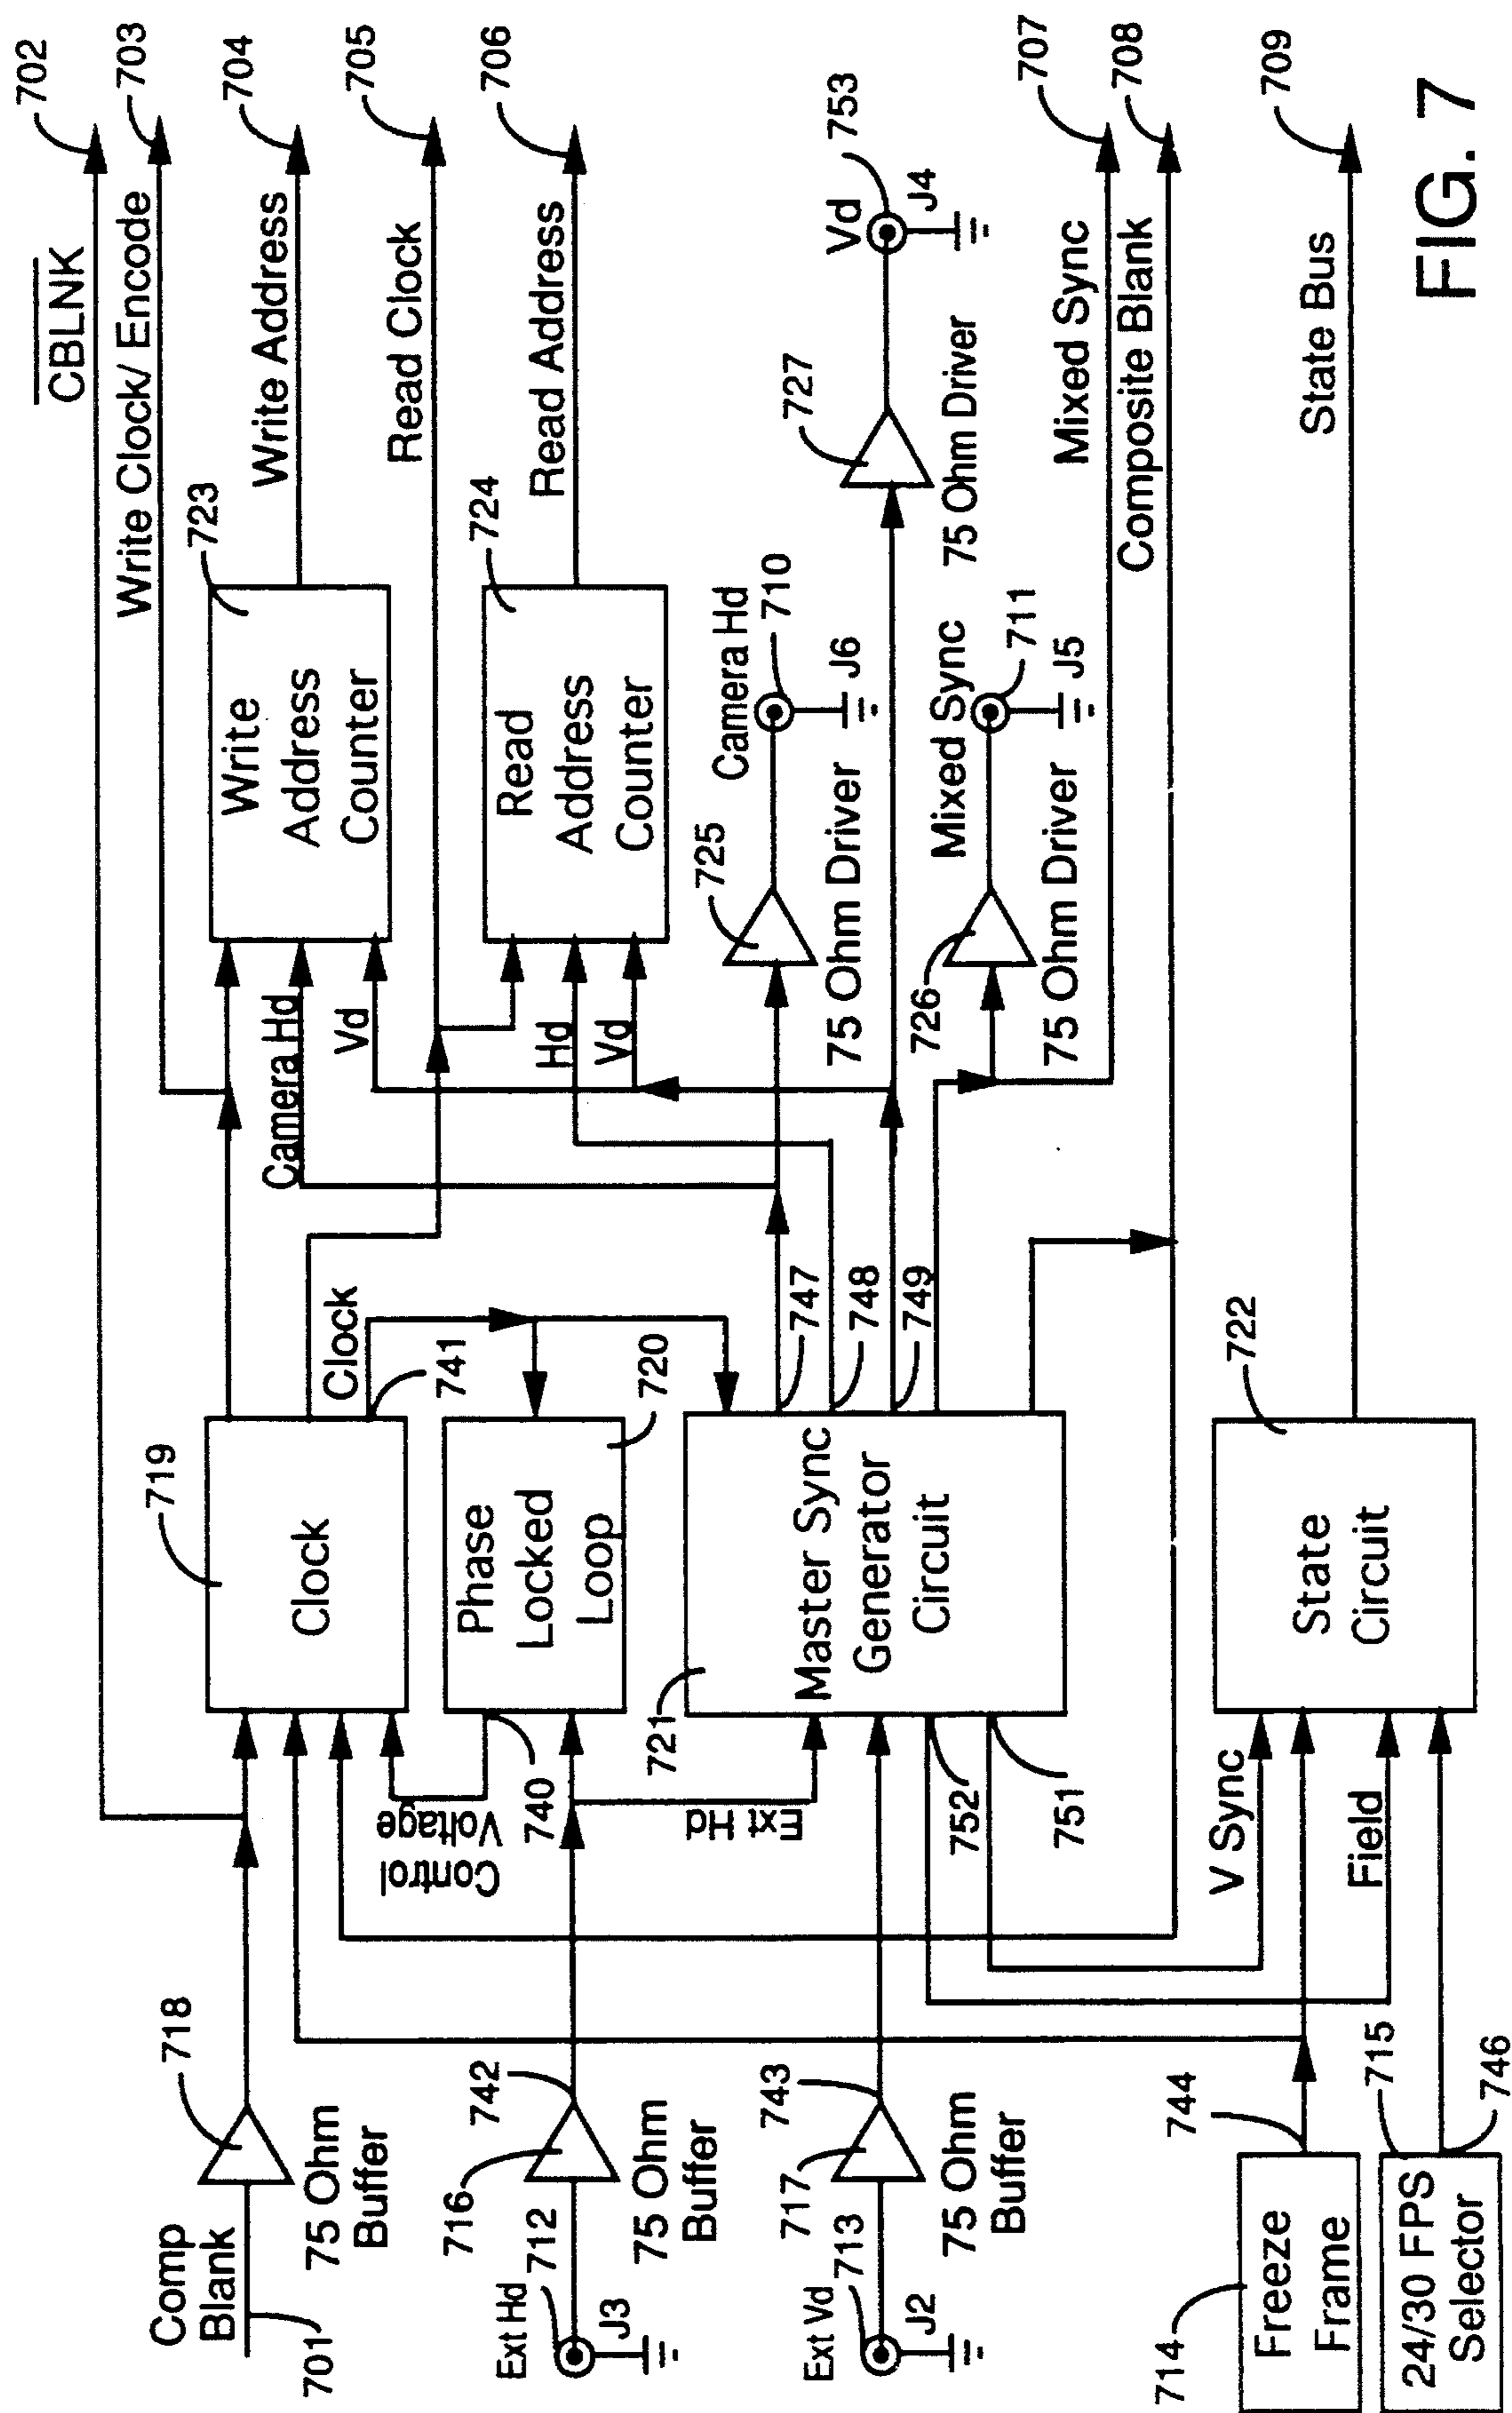 702
CBLNK
703
Write Clock/ Encode
704
Write Address
705
Read Clock
706
Read Address
723
Write
Address
Counter
724
Read
Address
Counter
Camera Hd
Vd
Hd
Vd
719
Clock
Clock
741
Control
Voltage
740
Phase
Locked
Loop
720
718
Comp
Blank
701
75 Ohm
Buffer
716
742
Ext Hd
712
J3
75 Ohm
Buffer
Ext Hd
717
743
Ext Vd
713
J2
75 Ohm
Buffer
721
Master Sync
Generator
Circuit
747
748
749
752
751
725
75 Ohm Driver
Camera Hd
710
J6
726
75 Ohm Driver
Mixed Sync
711
J5
727
75 Ohm Driver
Vd
753
J4
707
Mixed Sync
708
Composite Blank
709
State Bus
722
State
Circuit
V Sync
Field
714
Freeze
Frame
744
715
24/30 FPS
Selector
746
FIG. 7